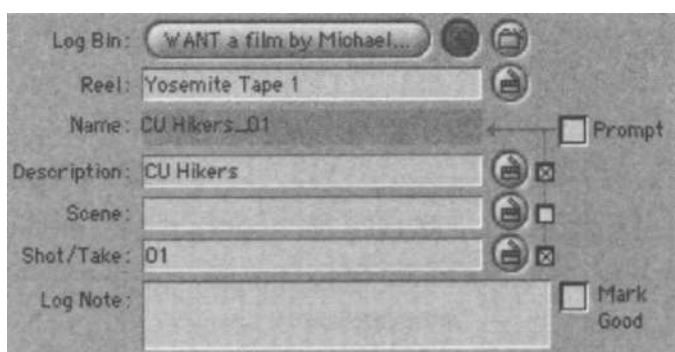 Log Bin: WANT a film by Michael...
Reel: Yosemite Tape 1
Name: CU Hikers_01
Prompt
Description: CU Hikers
Scene:
Shot/Take: 01
Log Note:
Mark
Good